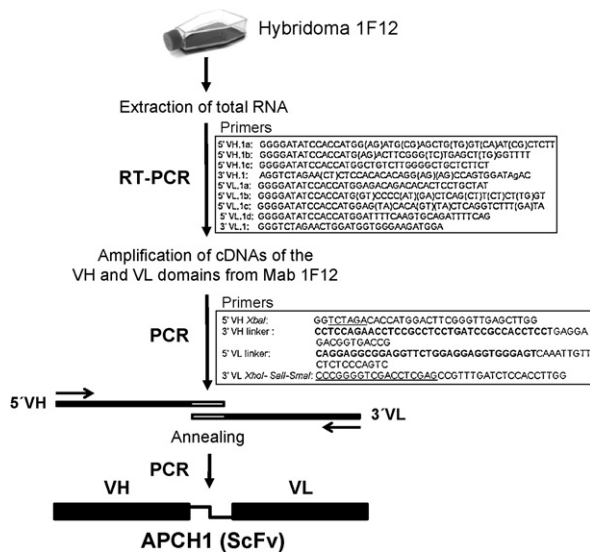 Hybridoma 1F12
Extraction of total RNA
Primers
RT-PCR
5' VH.1a: GGGGATATCCACCATGG(AG)ATG(CG)AGCTG(TG)GT(CA)AT(CG)CTCTT
5' VH.1b: GGGGATATCCACCATG(AG)ACTTCGGG(TC)TGAGCT(TG)GGTTTT
5' VH.1c: GGGGATATCCACCATGGCTGTCTTGGGGCTGCTCTTCT
3' VH.1: AGGTCTAGAA(CT)CTCCACACACAGG(AG)(AG)CCAGTGGATAgAC
5' VL.1a: GGGGATATCCACCATGGAGACAGACACACTCCTGCTAT
5' VL.1b: GGGGATATCCACCATG(GT)CCCC(AT)(GA)CTCAG(CT)T(CT)CT(TG)GT
5' VL.1c: GGGGATATCCACCATGGAG(TA)CACA(GT)(TA)CTCAGGTCTTT(GA)TA
5' VL.1d: GGGGATATCCACCATGGATTTTCAAGTGCAGATTTTCAG
3' VL.1: GGGTCTAGAACTGGATGGTGGGAAGATGGA
Amplification of cDNAs of the
VH and VL domains from Mab 1F12
Primers
PCR
5' VH XbaI: GGTCTAGACACCATGGACTTCGGGTTGAGCTTGG
3' VH linker : CCTCCAGAACCTCCGCCTCCTGATCCGCCACCTCCTGAGGA
GACGGTGACCG
5' VL linker: CAGGAGGCGGAGGTTCTGGAGGAGGTGGGAGTCAAATTGTT
CTCTCCCAGTC
3' VL XhoI- SalI-SmaI: CCCGGGGTCGACCTCGAGCCGTTTGATCTCCACCTTGG
5'VH
3'VL
Annealing
PCR
VH VL
APCH1 (ScFv)